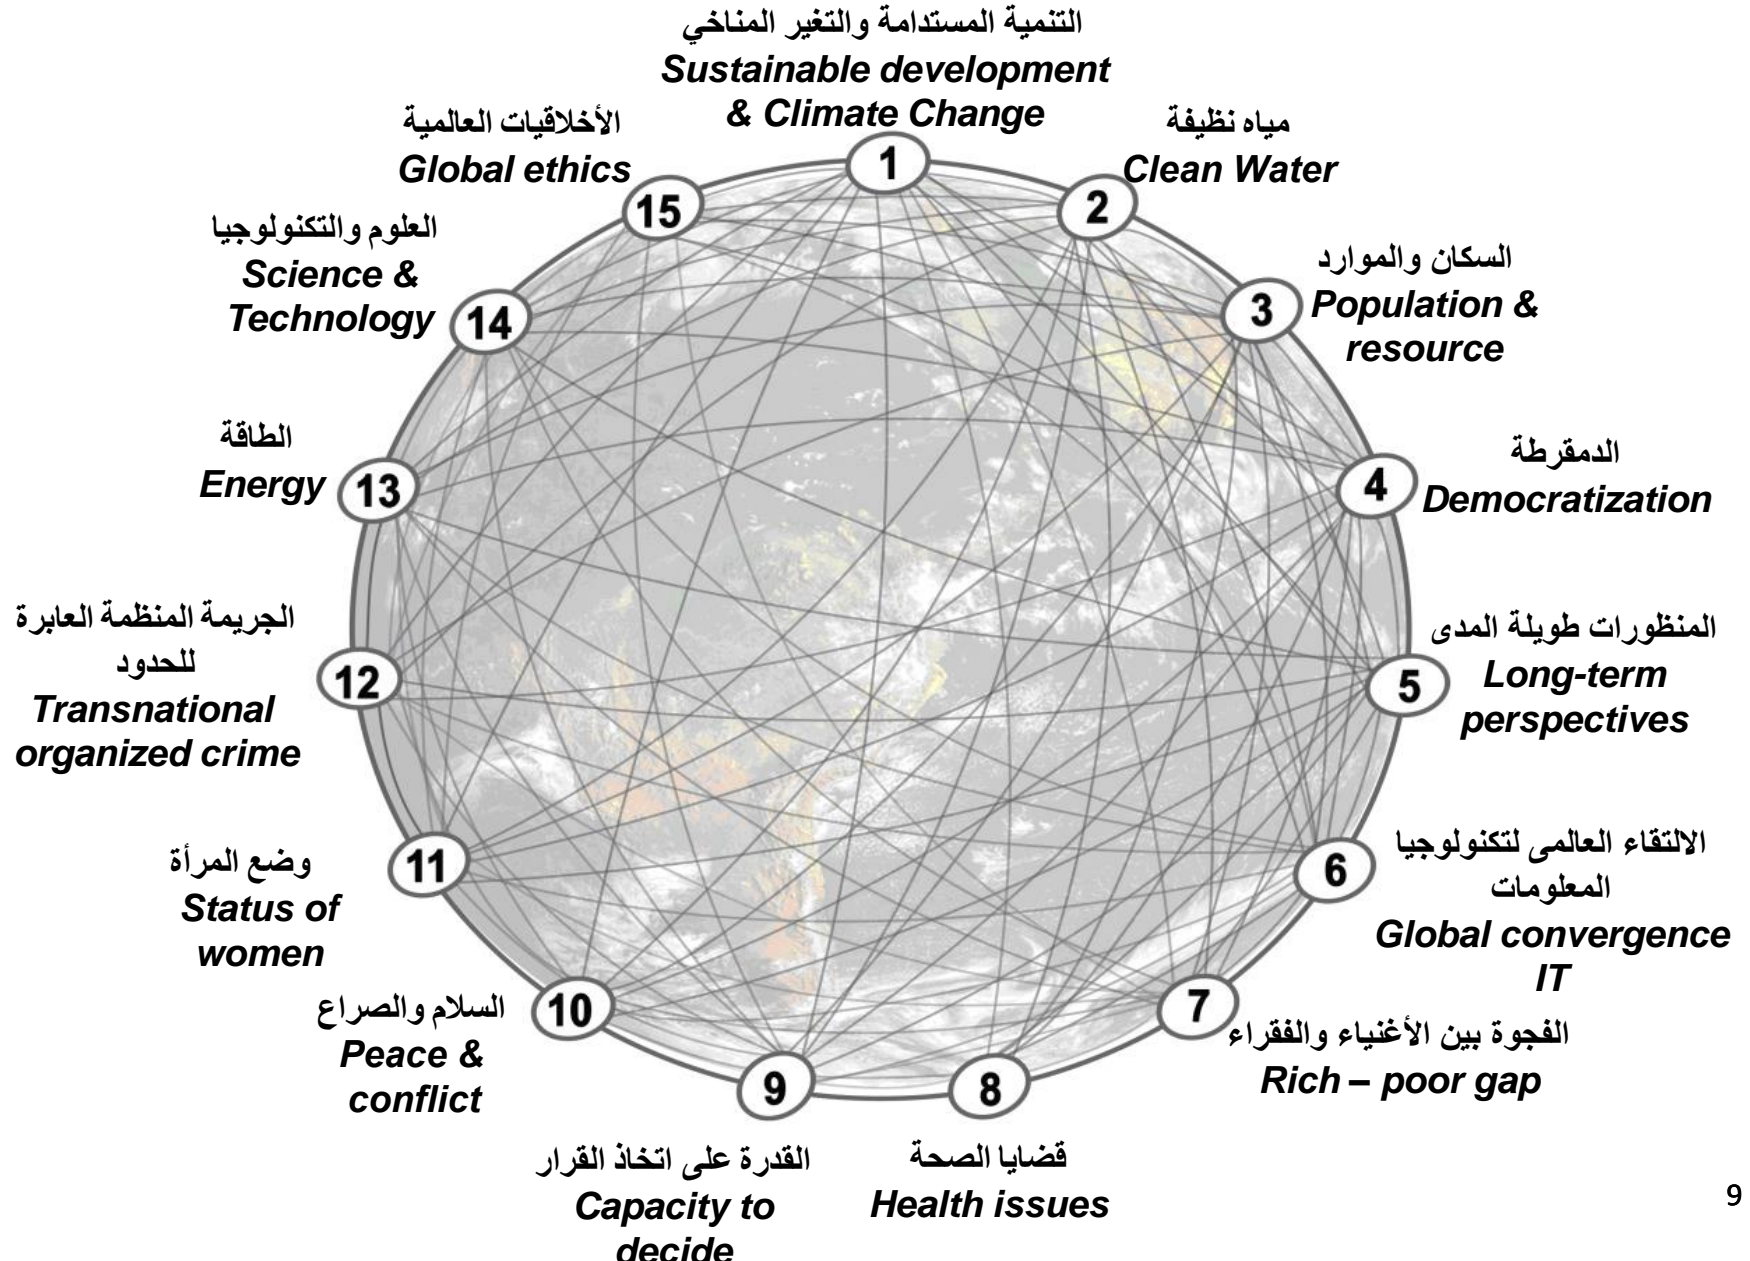 التنمية المستدامة والتغير المناخي
Sustainable development
& Climate Change
1
مياه نظيفة
Clean Water
2
السكان والموارد
Population &
resource
3
الدمقرطة
Democratization
4
المنظورات طويلة المدى
Long-term
perspectives
5
الالتقاء العالمى لتكنولوجيا
المعلومات
Global convergence
IT
6
الفجوة بين الأغنياء والفقراء
Rich – poor gap
7
قضايا الصحة
Health issues
8
القدرة على اتخاذ القرار
Capacity to
decide
9
السلام والصراع
Peace &
conflict
10
وضع المرأة
Status of
women
11
الجريمة المنظمة العابرة
للحدود
Transnational
organized crime
12
الطاقة
Energy
13
العلوم والتكنولوجيا
Science &
Technology
14
الأخلاقيات العالمية
Global ethics
15
9